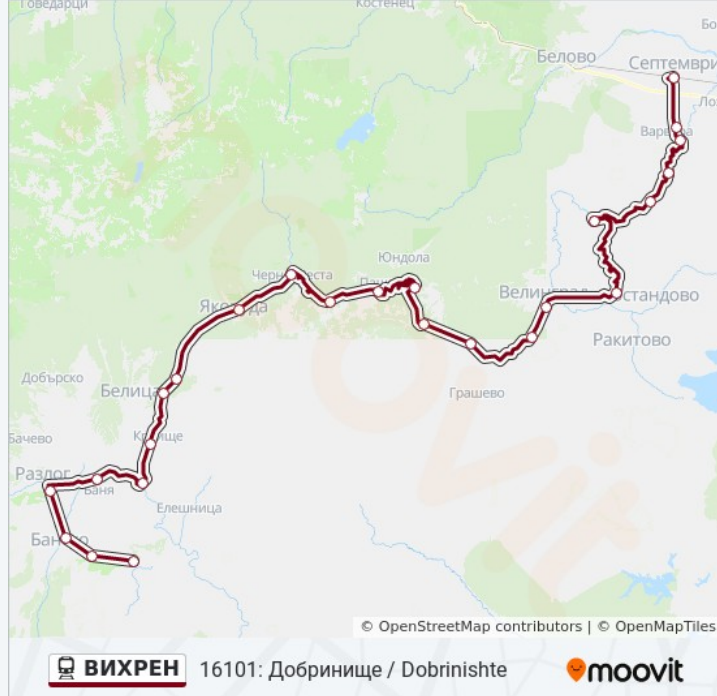 Говедарци
Костенец
Белово
Септември
Варвара
Юндола
Якоруда
Велинград
Костандово
Ракитово
Добърско
Белица
Грашево
Бачево
Разлог
Баня
Елешница
Банско
© OpenStreetMap contributors | © OpenMapTiles
ВИХРЕН 16101: Добринище / Dobrinishte moovit